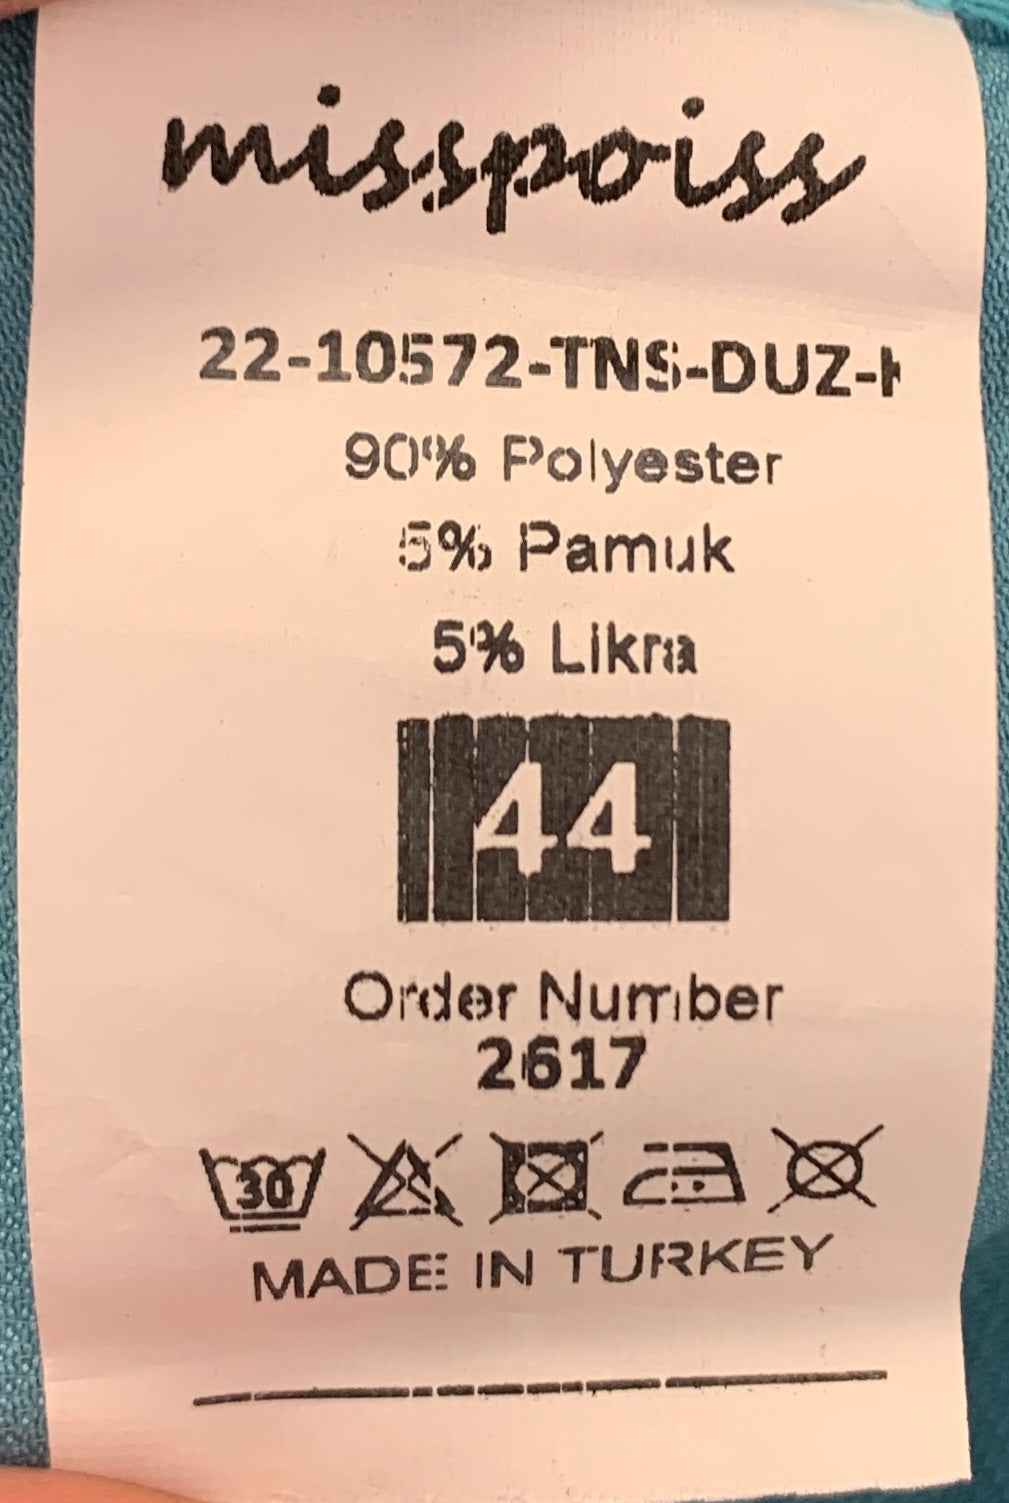 misspoiss
22-10572-TNS-DUZ-
90% Polyester
5% Pamuk
5% Likra
44
Order Number
2617
30
MADE IN TURKEY